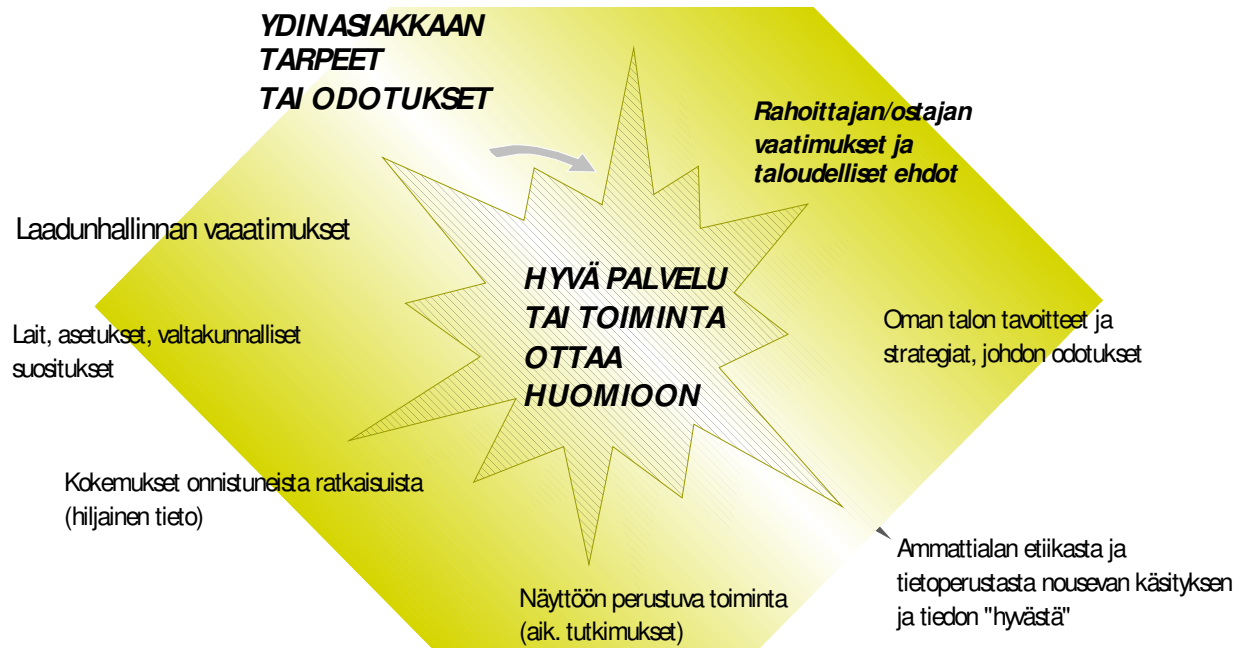 YDINASIAKKAAN
TARPEET
TAI ODOTUKSET
Rahoittajan/ostajan
vaatimukset ja
taloudelliset ehdot
Laadunhallinnan vaaatimukset
HYVÄ PALVELU
TAI TOIMINTA
OTTAA
HUOMIOON
Oman talon tavoitteet ja
strategiat, johdon odotukset
Lait, asetukset, valtakunnalliset
suositukset
Kokemukset onnistuneista ratkaisuista
(hiljainen tieto)
Ammattialan etiikasta ja
tietoperustasta nousevan käsityksen
ja tiedon "hyvästä"
Näyttöön perustuva toiminta
(aik. tutkimukset)